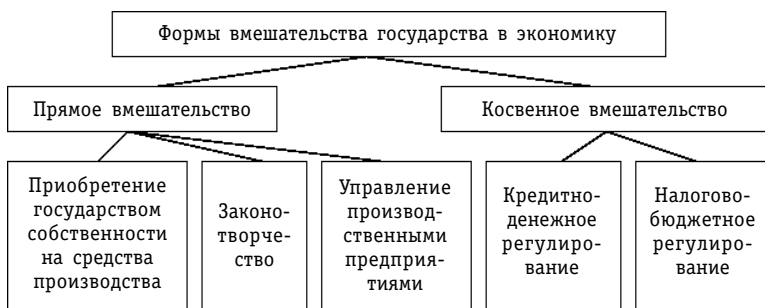 Формы вмешательства государства в экономику
Прямое вмешательство
Косвенное вмешательство
Приобретение
государством
собственности
на средства
производства
Законо-
творче-
ство
Управление
производ-
ственными
предприя-
тиями
Кредитно-
денежное
регулиро-
вание
Налогово-
бюджетное
регулиро-
вание